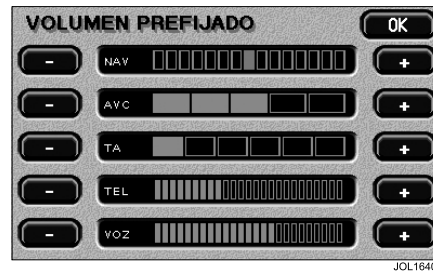 VOLUMEN PREFIJADO OK
- NAV +
- AVC +
- TA +
- TEL +
- VOZ +
JOL1640